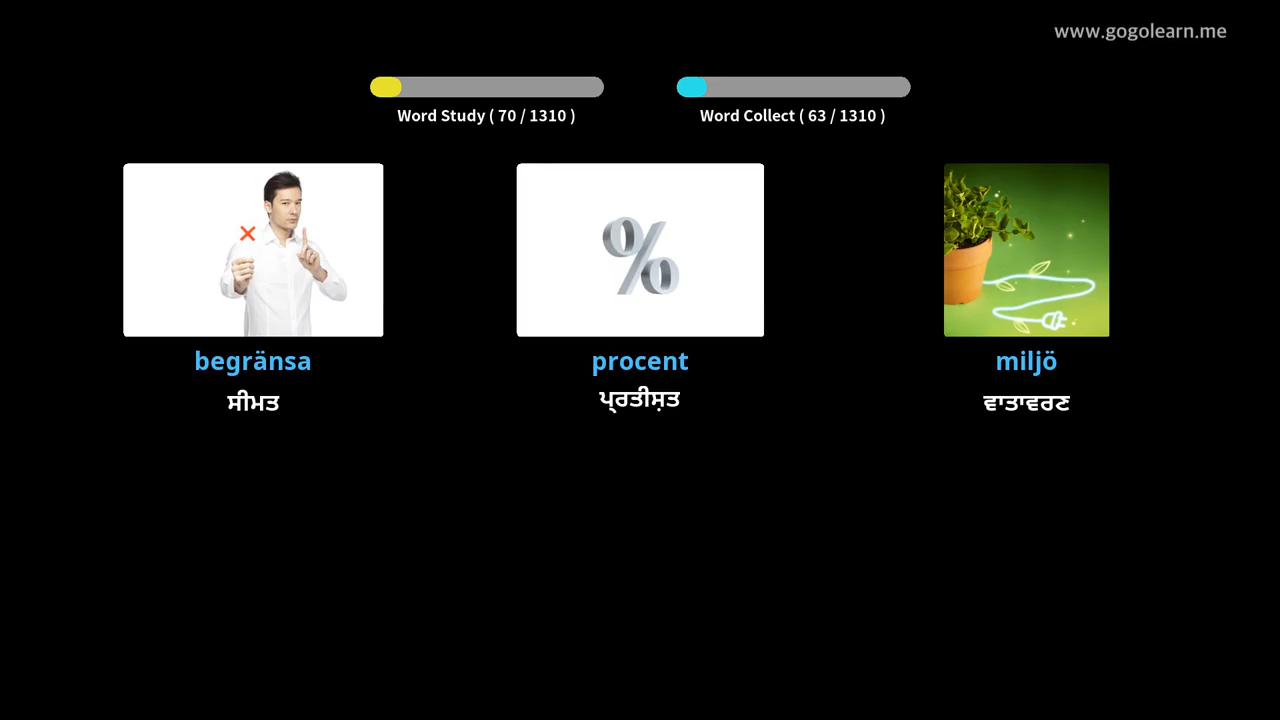 www.gogolearn.me
Word Study ( 70 / 1310 )
Word Collect ( 63 / 1310 )
%
begränsa
procent
miljö
ਸੀਮਤ
ਪ੍ਰਤੀਸ਼ਤ
ਵਾਤਾਵਰਣ